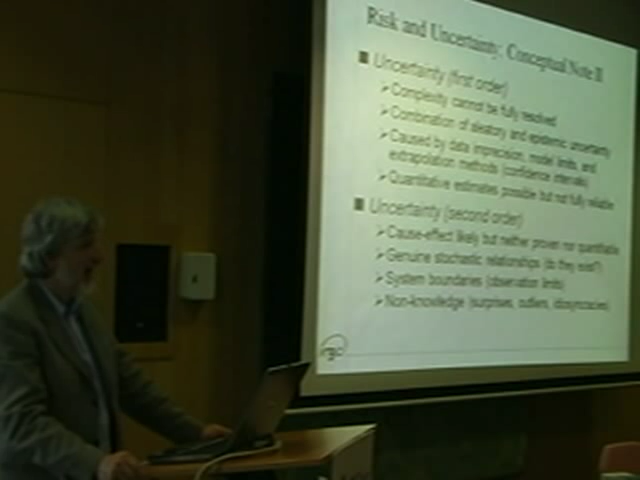 Risk and Uncertainty: Conceptual Note II
Uncertainty (first order)
Complexity cannot be fully resolved
Combination of aleatory and epistemic uncertainty
Caused by data imprecision, model limits, and
extrapolation methods (confidence intervals)
Quantitative estimates possible but not fully reliable
Uncertainty (second order)
Cause-effect likely but neither proven nor quantifiable
Genuine stochastic relationships (do they exist?)
System boundaries (observation limits)
Non-knowledge (surprises, outliers, idiosyncracies)